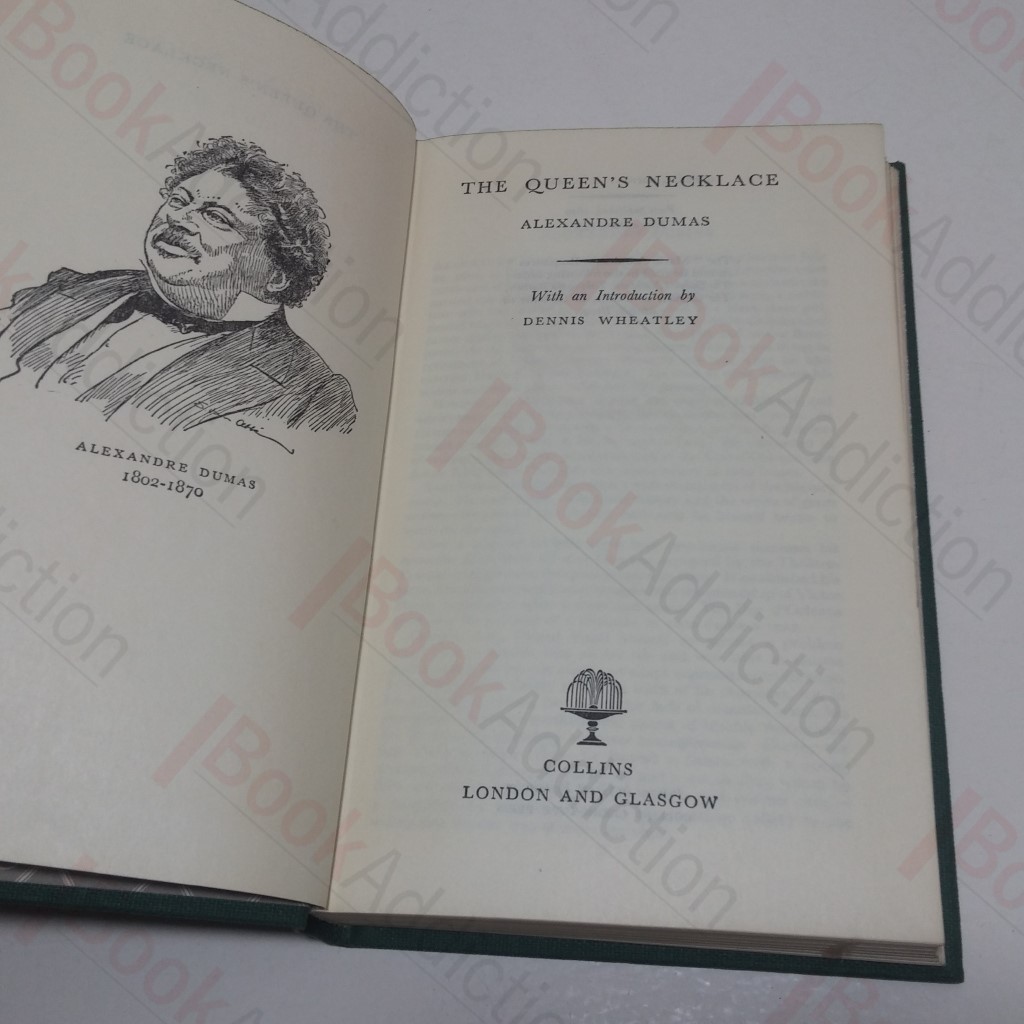 ALEXANDRE DUMAS
1802-1870
THE QUEEN'S NECKLACE
ALEXANDRE DUMAS
With an Introduction by
DENNIS WHEATLEY
COLLINS
LONDON AND GLASGOW
BookAddiction